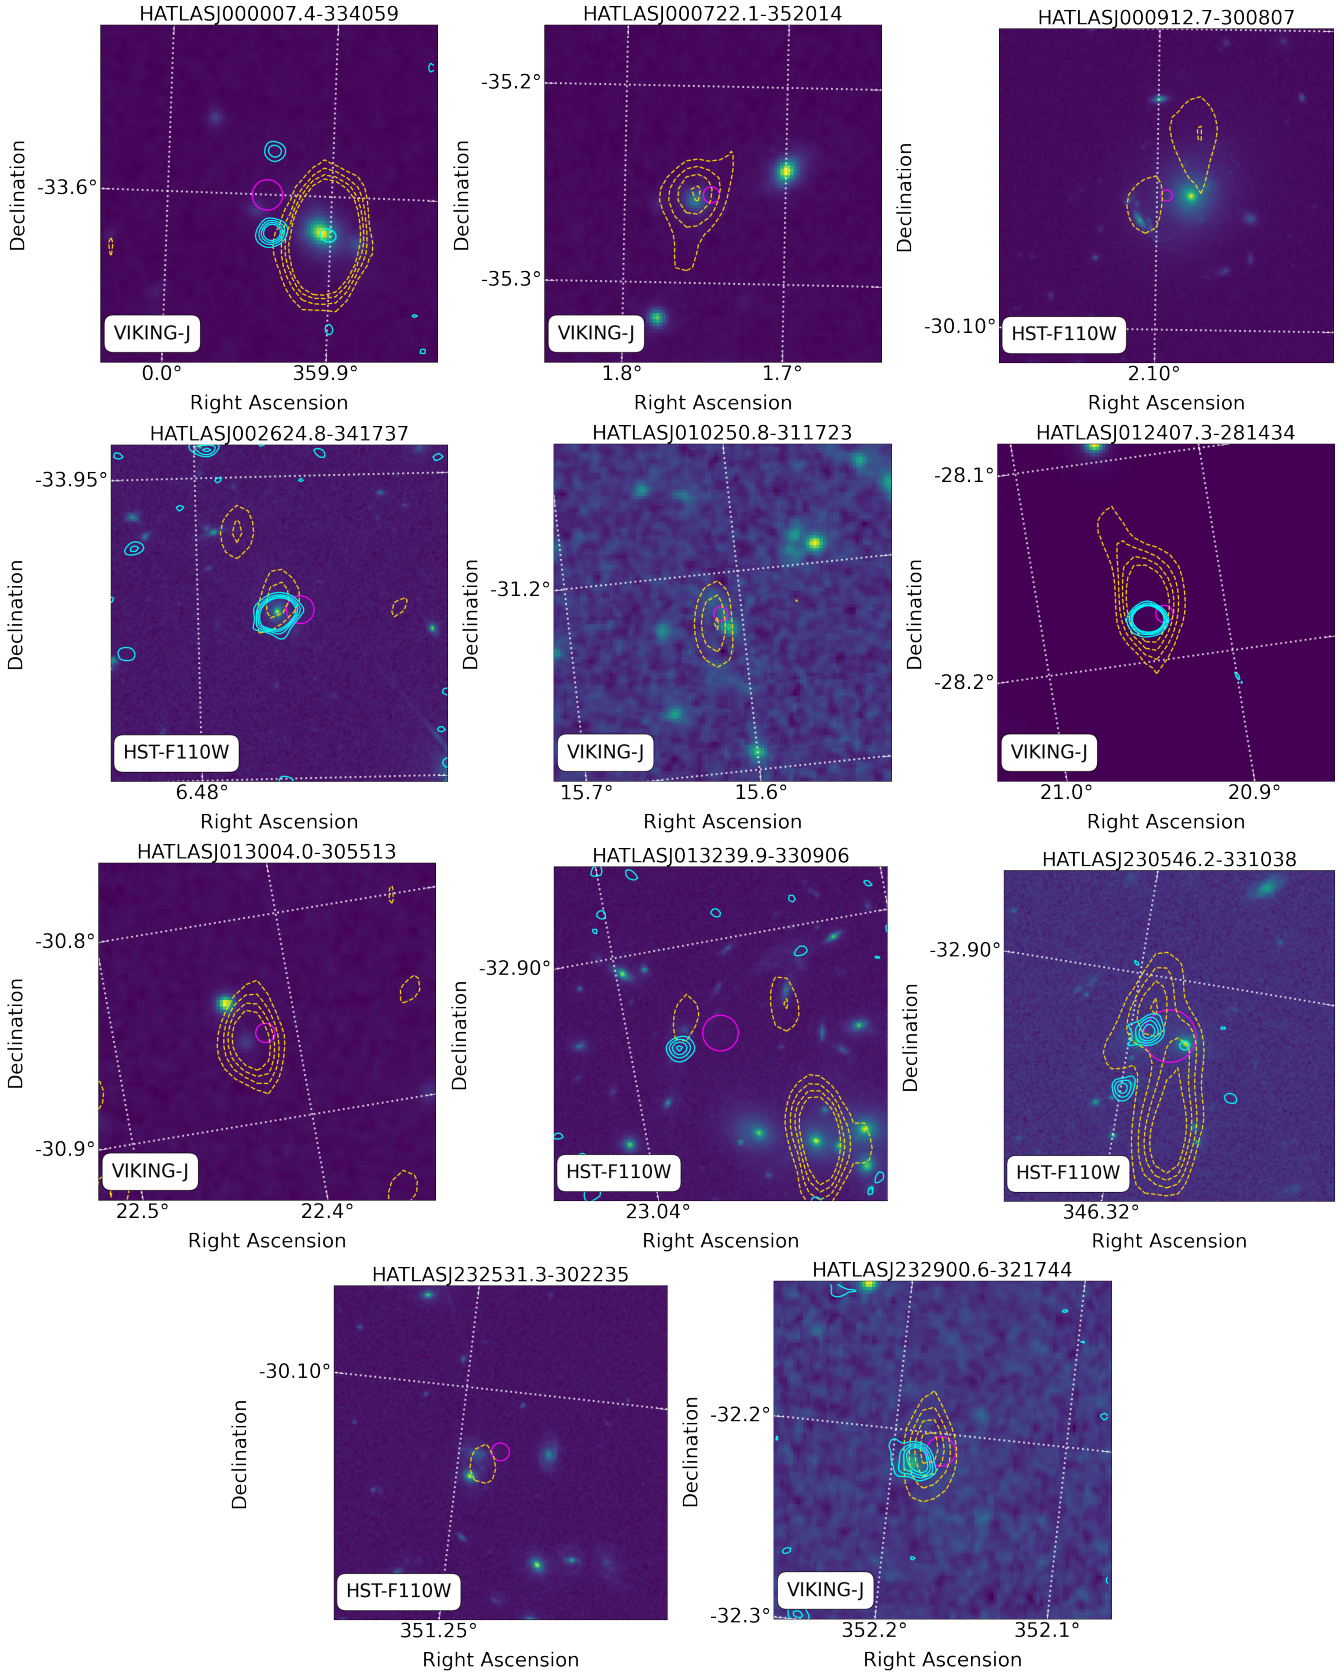 HATLASJ000007.4-334059
Declination
-33.6°
VIKING-J
0.0° 359.9°
Right Ascension
HATLASJ000722.1-352014
Declination
-35.2°
-35.3°
VIKING-J
1.8° 1.7°
Right Ascension
HATLASJ000912.7-300807
Declination
-30.10°
HST-F110W
2.10°
Right Ascension
HATLASJ002624.8-341737
Declination
-33.95°
HST-F110W
6.48°
Right Ascension
HATLASJ010250.8-311723
Declination
-31.2°
VIKING-J
15.7° 15.6°
Right Ascension
HATLASJ012407.3-281434
Declination
-28.1°
-28.2°
VIKING-J
21.0° 20.9°
Right Ascension
HATLASJ013004.0-305513
Declination
-30.8°
-30.9°
VIKING-J
22.5° 22.4°
Right Ascension
HATLASJ013239.9-330906
Declination
-32.90°
HST-F110W
23.04°
Right Ascension
HATLASJ230546.2-331038
Declination
-32.90°
HST-F110W
346.32°
Right Ascension
HATLASJ232531.3-302235
Declination
-30.10°
HST-F110W
351.25°
Right Ascension
HATLASJ232900.6-321744
Declination
-32.2°
-32.3°
VIKING-J
352.2° 352.1°
Right Ascension